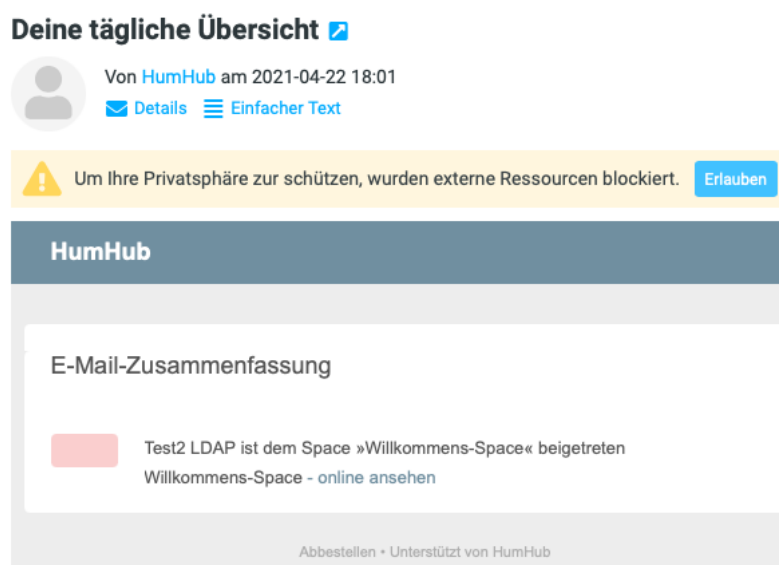 Deine tägliche Übersicht
Von HumHub am 2021-04-22 18:01
Details Einfacher Text
Um Ihre Privatsphäre zur schützen, wurden externe Ressourcen blockiert. Erlauben
HumHub
E-Mail-Zusammenfassung
Test2 LDAP ist dem Space »Willkommens-Space« beigetreten
Willkommens-Space - online ansehen
Abbestellen • Unterstützt von HumHub